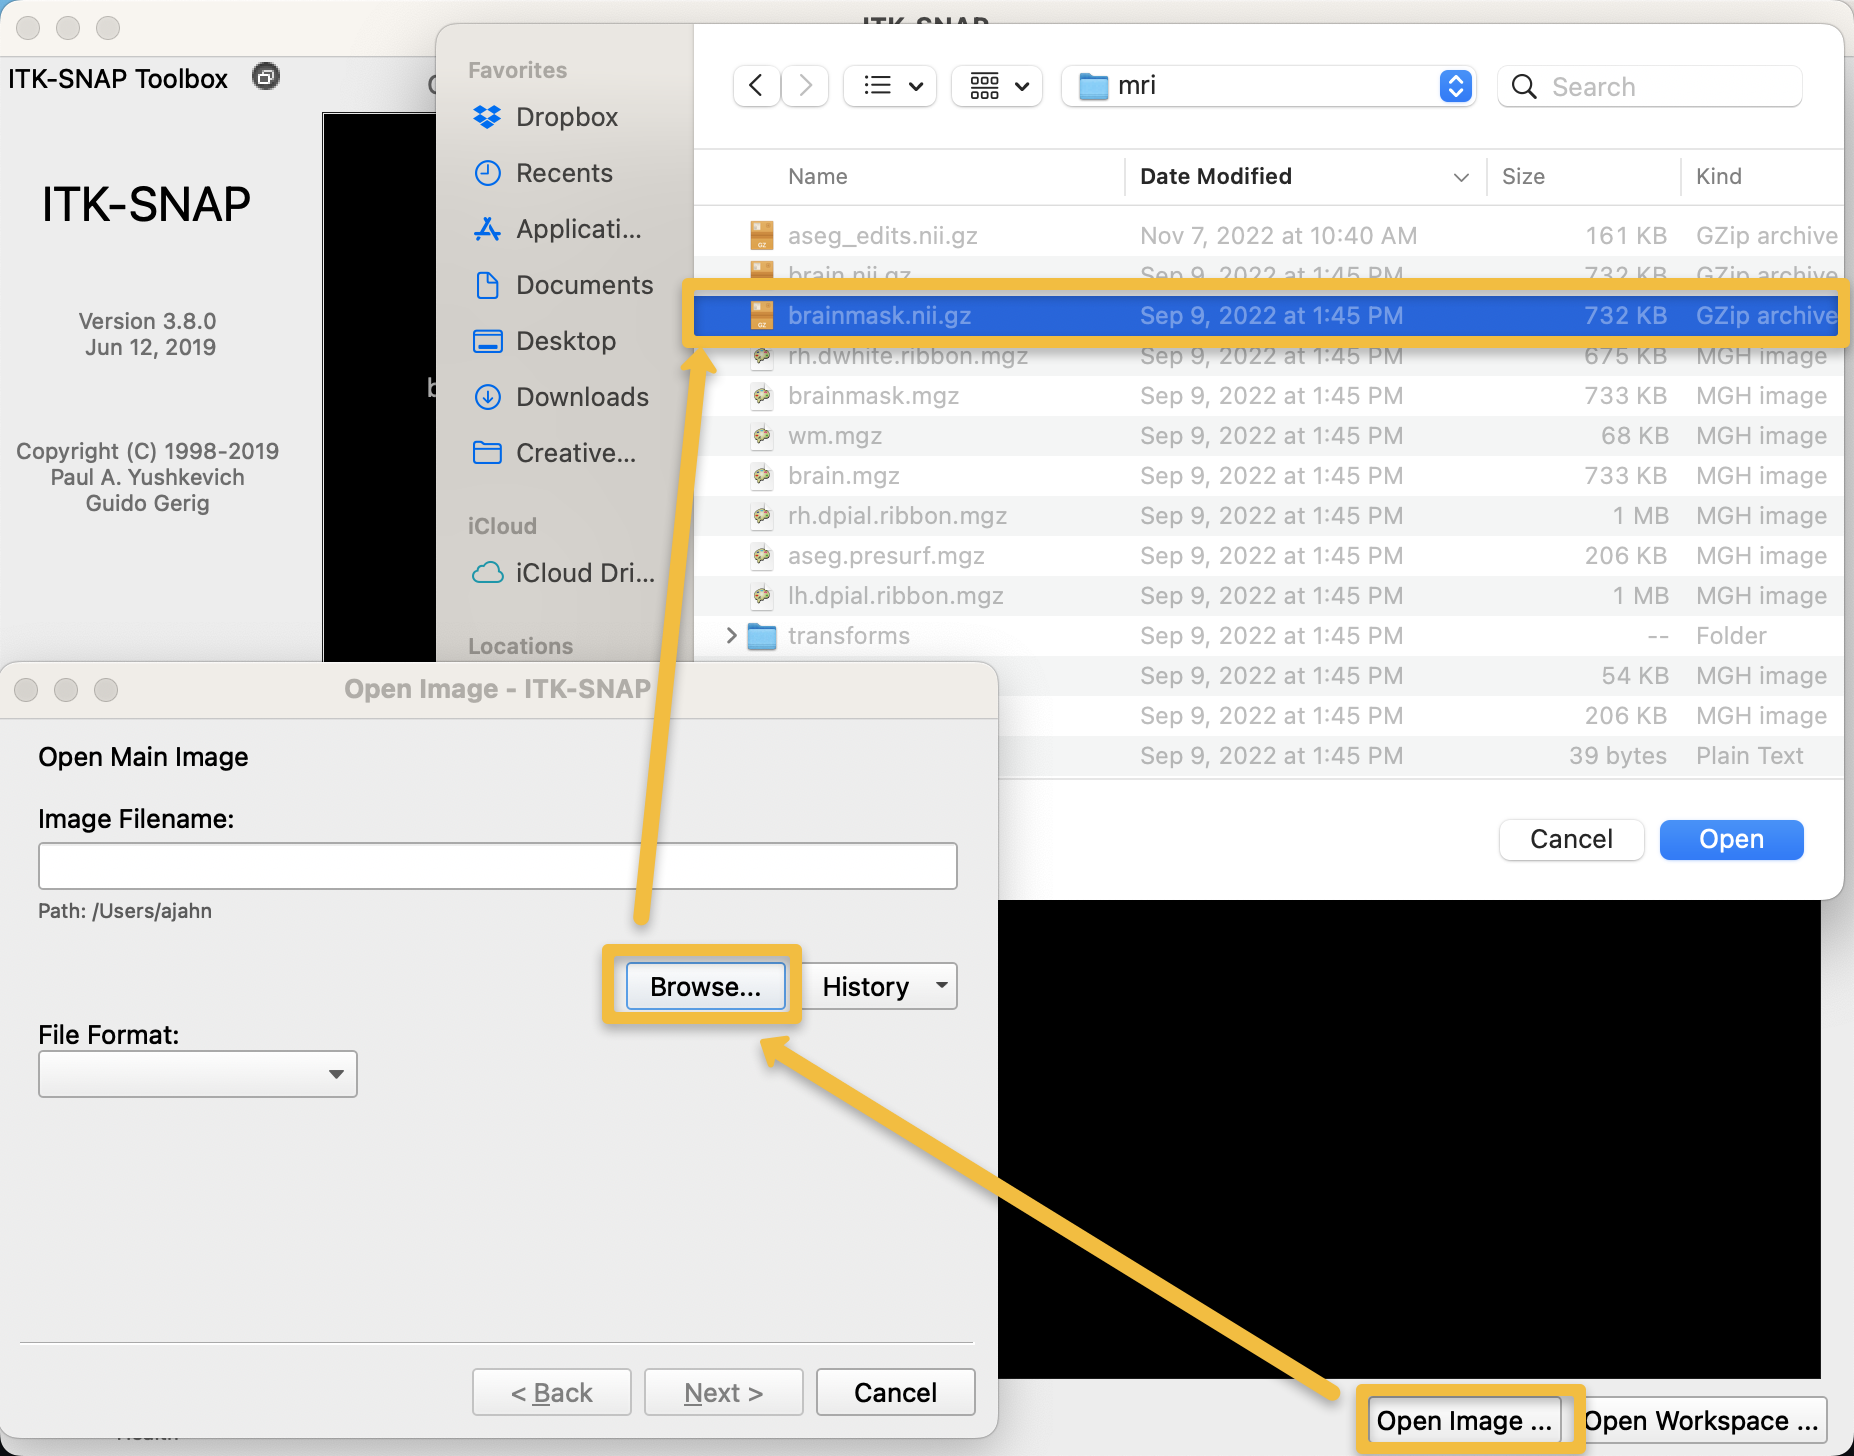 ITK-SNAP
ITK-SNAP Toolbox
ITK-SNAP
Version 3.8.0
Jun 12, 2019
Copyright (C) 1998-2019
Paul A. Yushkevich
Guido Gerig
Favorites
Dropbox
Recents
Applicati...
Documents
Desktop
Downloads
Creative...
iCloud
iCloud Dri...
Locations
mri
Search
Name Date Modified Size Kind
aseg_edits.nii.gz Nov 7, 2022 at 10:40 AM 161 KB GZip archive
brain.nii.gz Sep 9, 2022 at 1:45 PM 732 KB GZip archive
brainmask.nii.gz Sep 9, 2022 at 1:45 PM 732 KB GZip archive
rh.dwhite.ribbon.mgz Sep 9, 2022 at 1:45 PM 675 KB MGH image
brainmask.mgz Sep 9, 2022 at 1:45 PM 733 KB MGH image
wm.mgz Sep 9, 2022 at 1:45 PM 68 KB MGH image
brain.mgz Sep 9, 2022 at 1:45 PM 733 KB MGH image
rh.dpial.ribbon.mgz Sep 9, 2022 at 1:45 PM 1 MB MGH image
aseg.presurf.mgz Sep 9, 2022 at 1:45 PM 206 KB MGH image
lh.dpial.ribbon.mgz Sep 9, 2022 at 1:45 PM 1 MB MGH image
transforms Sep 9, 2022 at 1:45 PM -- Folder
Sep 9, 2022 at 1:45 PM 54 KB MGH image
Sep 9, 2022 at 1:45 PM 206 KB MGH image
Sep 9, 2022 at 1:45 PM 39 bytes Plain Text
Cancel Open
Open Image - ITK-SNAP
Open Main Image
Image Filename:
Path: /Users/ajahn
Browse... History
File Format:
< Back Next > Cancel
Open Image ... Open Workspace ...